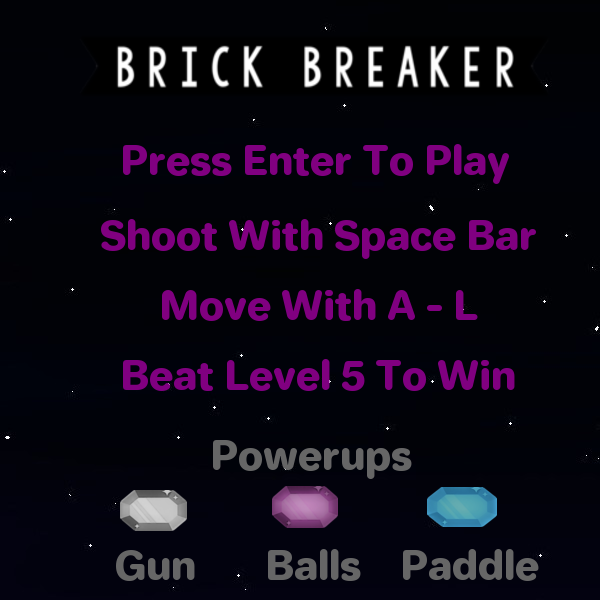 BRICK BREAKER
Press Enter To Play
Shoot With Space Bar
Move With A - L
Beat Level 5 To Win
Powerups
Gun Balls Paddle